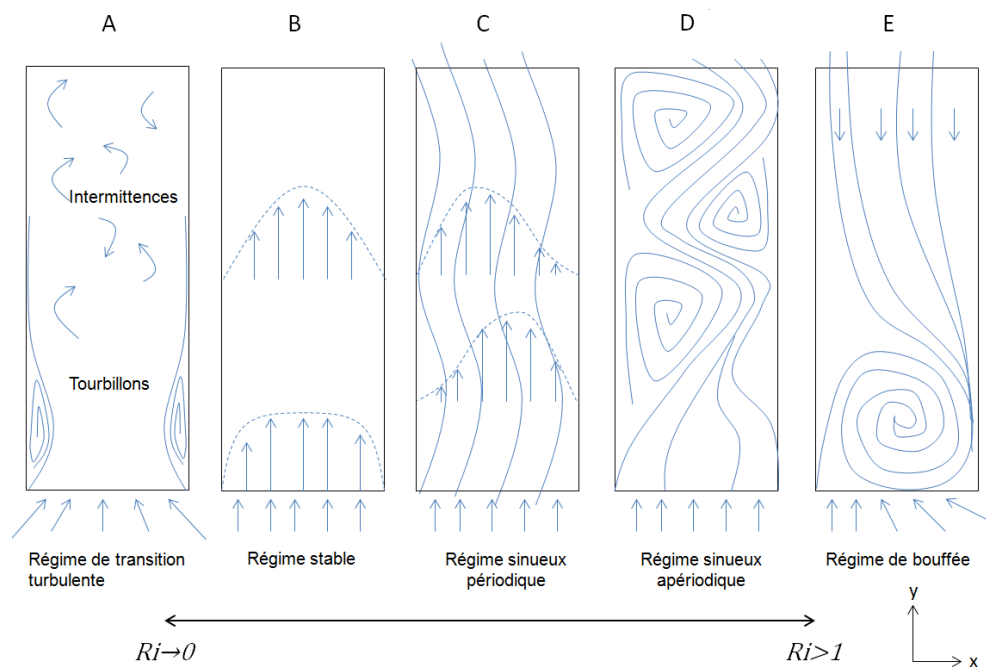 A
B
C
D
E
Intermittences
Tourbillons
Régime de transition
turbulente
Régime stable
Régime sinueux
périodique
Régime sinueux
apériodique
Régime de bouffée
Ri→0
Ri>1
y
x